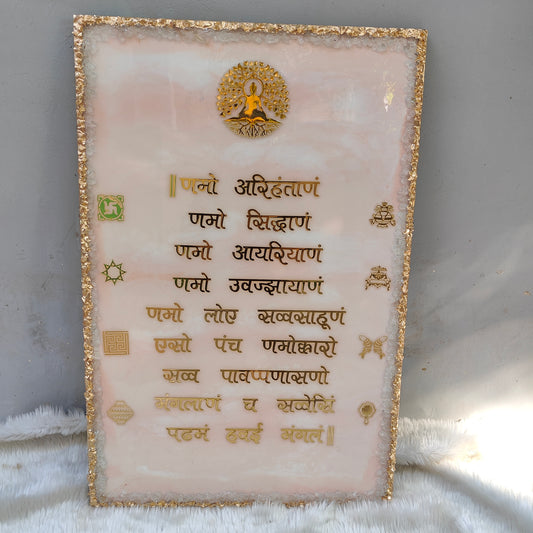 ॥णमो अरिहंताणं
णमो सिद्धाणं
णमो आयरियाणं
णमो उवज्झायाणं
णमो लोए सव्वसाहूणं
एसो पंच णमोक्कारो
सव्व पावप्पणासणो
मंगलाणं च सव्वेसिं
पढमं हवई मंगलं॥